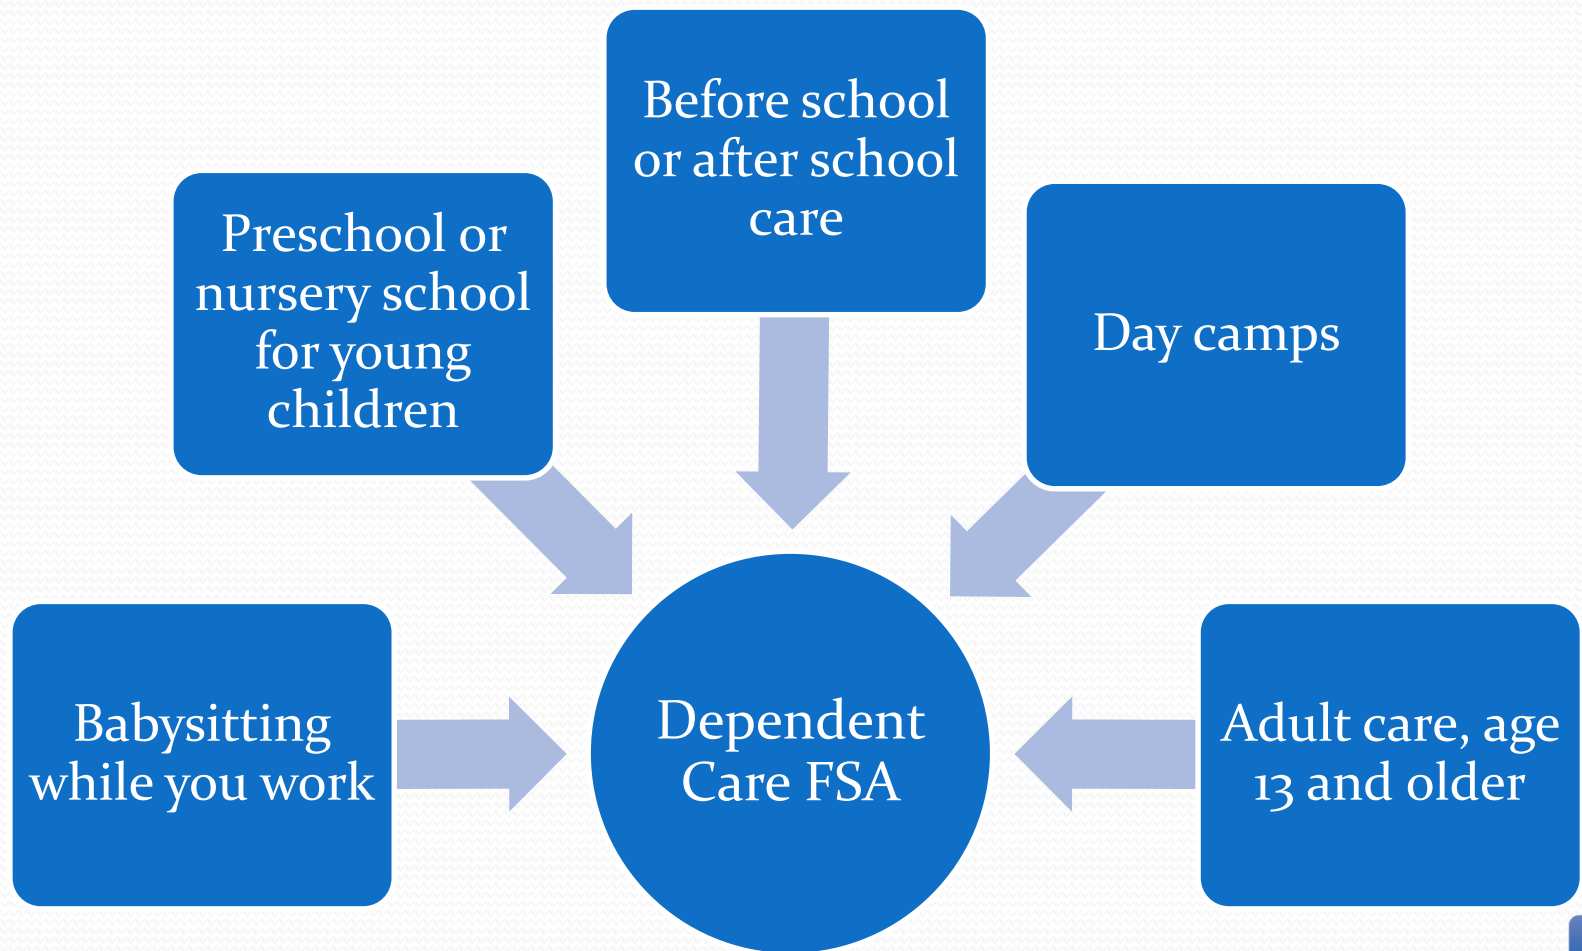 Before school
or after school
care
Preschool or
nursery school
for young
children
Day camps
Babysitting
while you work
Dependent
Care FSA
Adult care, age
13 and older